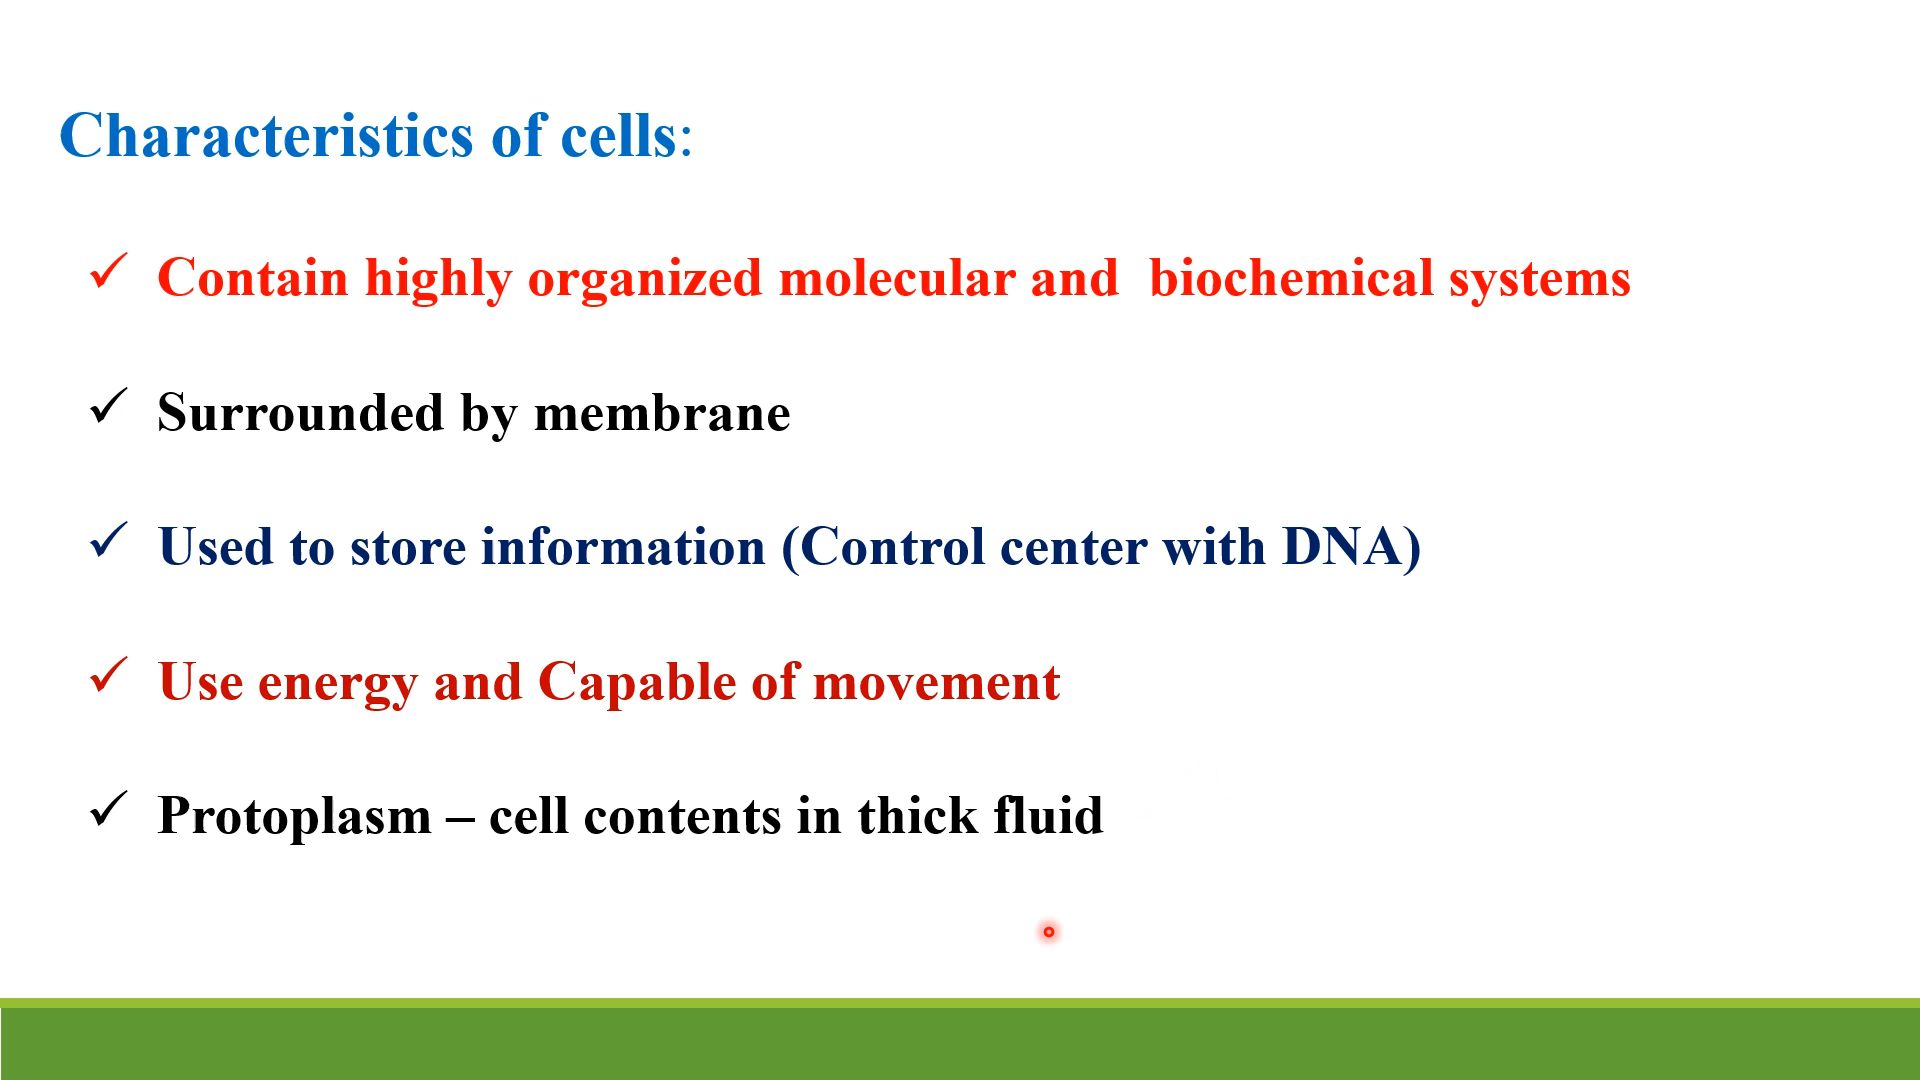 Characteristics of cells:
✓ Contain highly organized molecular and  biochemical systems
✓ Surrounded by membrane
✓ Used to store information (Control center with DNA)
✓ Use energy and Capable of movement
✓ Protoplasm – cell contents in thick fluid